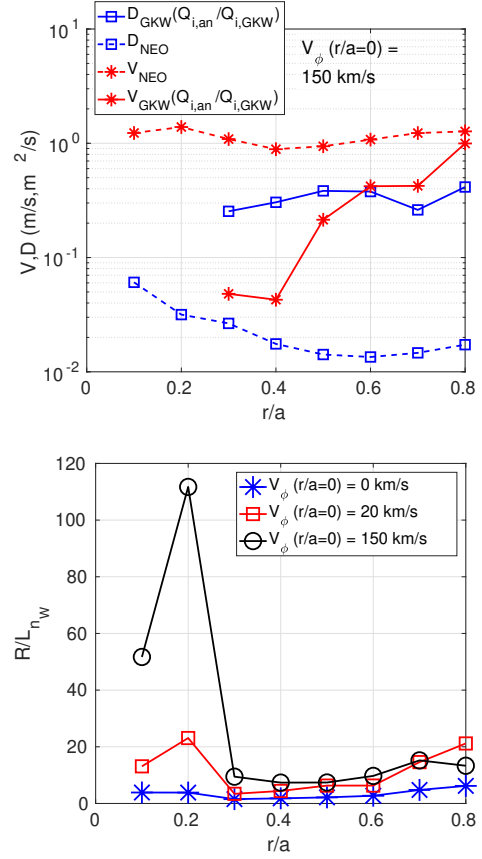 D_GKW(Q_i,an/Q_i,GKW)
D_NEO
V_NEO
V_GKW(Q_i,an/Q_i,GKW)
V_ϕ (r/a=0) =
150 km/s
V,D (m/s,m^2/s)
10^1
10^0
10^-1
10^-2
0 0.2 0.4 0.6 0.8
r/a
V_ϕ (r/a=0) = 0 km/s
V_ϕ (r/a=0) = 20 km/s
V_ϕ (r/a=0) = 150 km/s
R/L_n_W
120
100
80
60
40
20
0
0 0.2 0.4 0.6 0.8
r/a